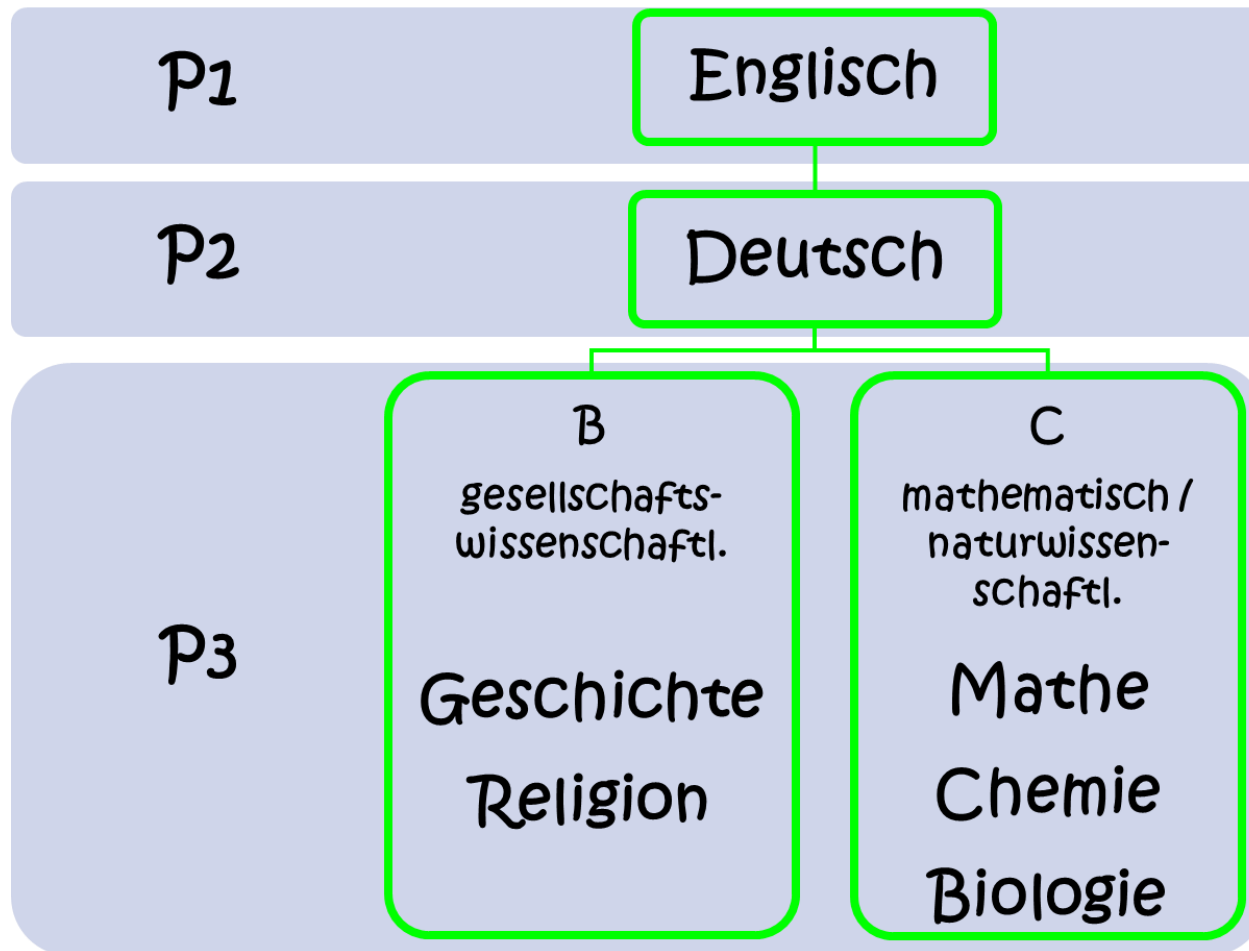 P1
Englisch
P2
Deutsch
P3
B
gesellschafts-
wissenschaftl.
Geschichte
Religion
C
mathematisch /
naturwissen-
schaftl.
Mathe
Chemie
Biologie